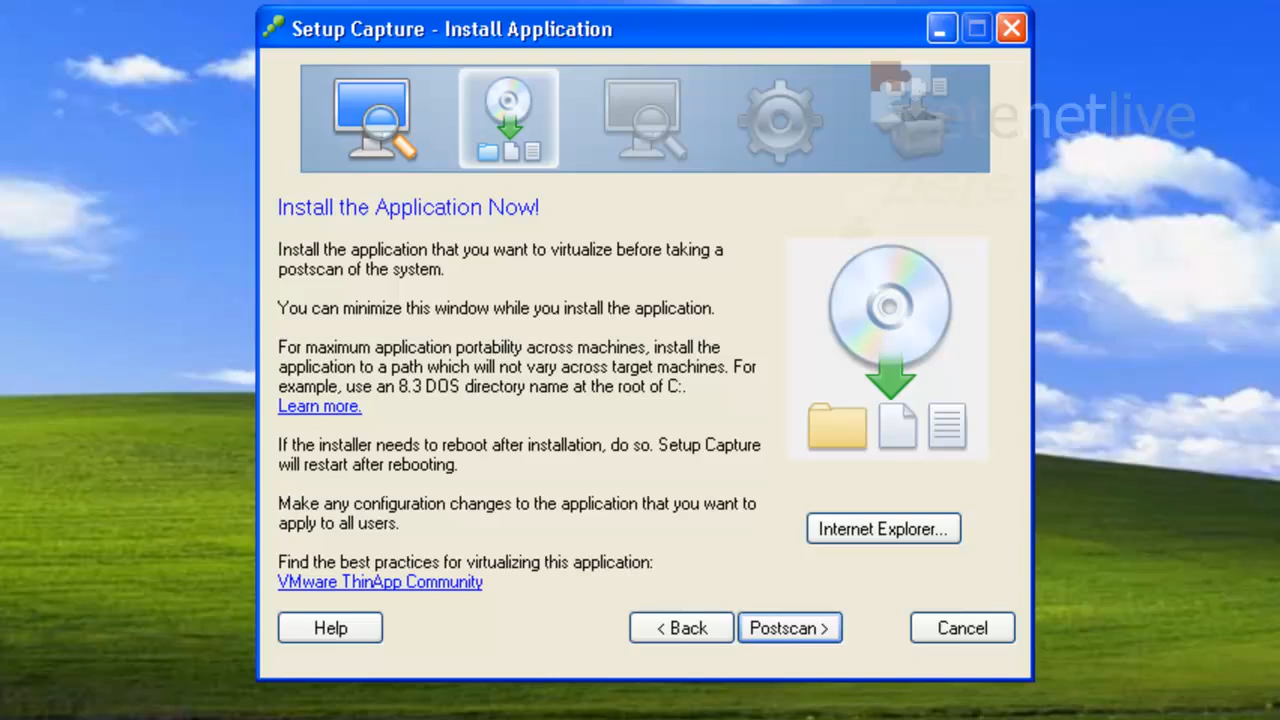 Setup Capture - Install Application
etenetlive
Install the Application Now!
Install the application that you want to virtualize before taking a
postscan of the system.
You can minimize this window while you install the application.
For maximum application portability across machines, install the
application to a path which will not vary across target machines. For
example, use an 8.3 DOS directory name at the root of C:.
Learn more.
If the installer needs to reboot after installation, do so. Setup Capture
will restart after rebooting.
Make any configuration changes to the application that you want to
apply to all users.
Internet Explorer...
Find the best practices for virtualizing this application:
VMware ThinApp Community
Help
< Back
Postscan >
Cancel